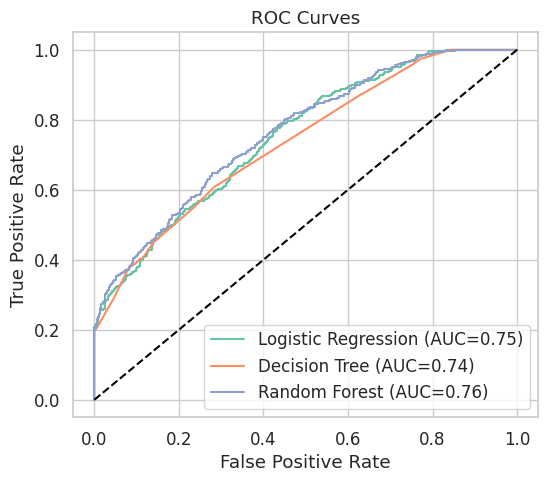 ROC Curves
True Positive Rate
1.0
0.8
0.6
0.4
0.2
0.0
Logistic Regression (AUC=0.75)
Decision Tree (AUC=0.74)
Random Forest (AUC=0.76)
0.0 0.2 0.4 0.6 0.8 1.0
False Positive Rate